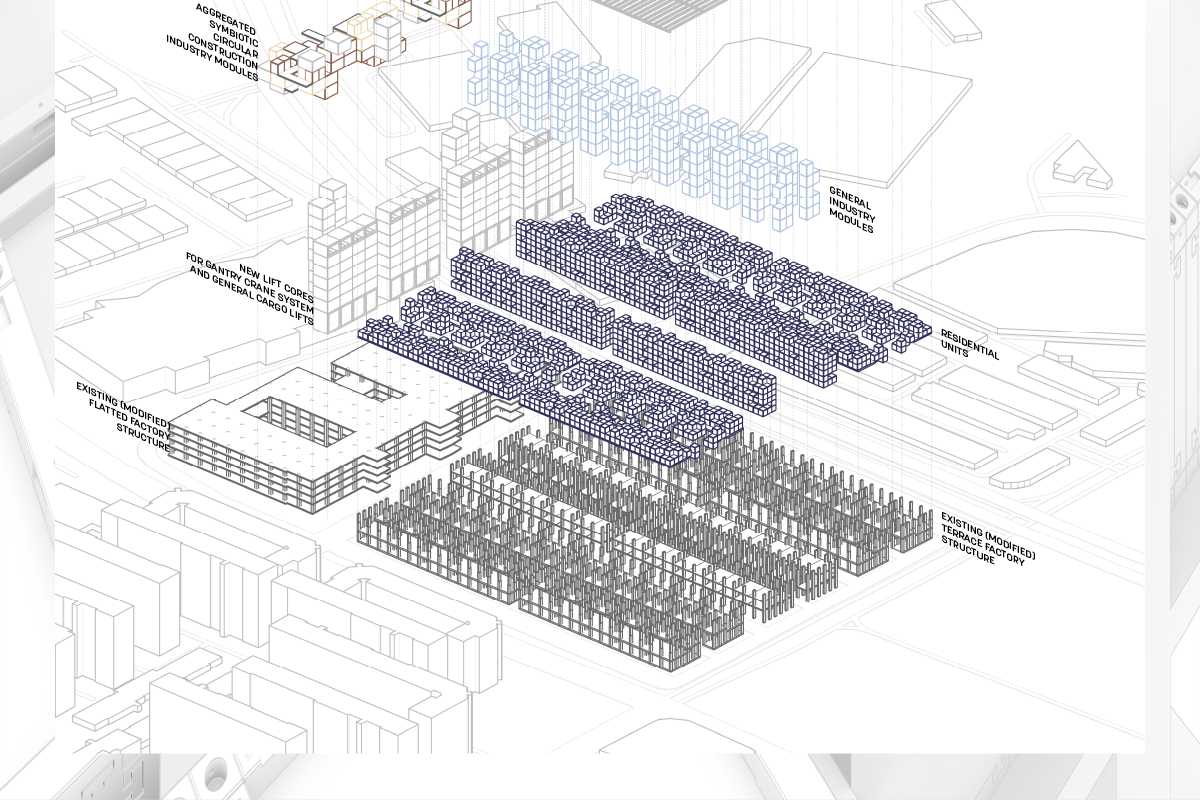 AGGREGATED
SYMBIOTIC
CIRCULAR
CONSTRUCTION
INDUSTRY MODULES
GENERAL
INDUSTRY
MODULES
NEW LIFT CORES
FOR GANTRY CRANE SYSTEM
AND GENERAL CARGO LIFTS
RESIDENTIAL
UNITS
EXISTING (MODIFIED)
FLATTED FACTORY
STRUCTURE
EXISTING (MODIFIED)
TERRACE FACTORY
STRUCTURE